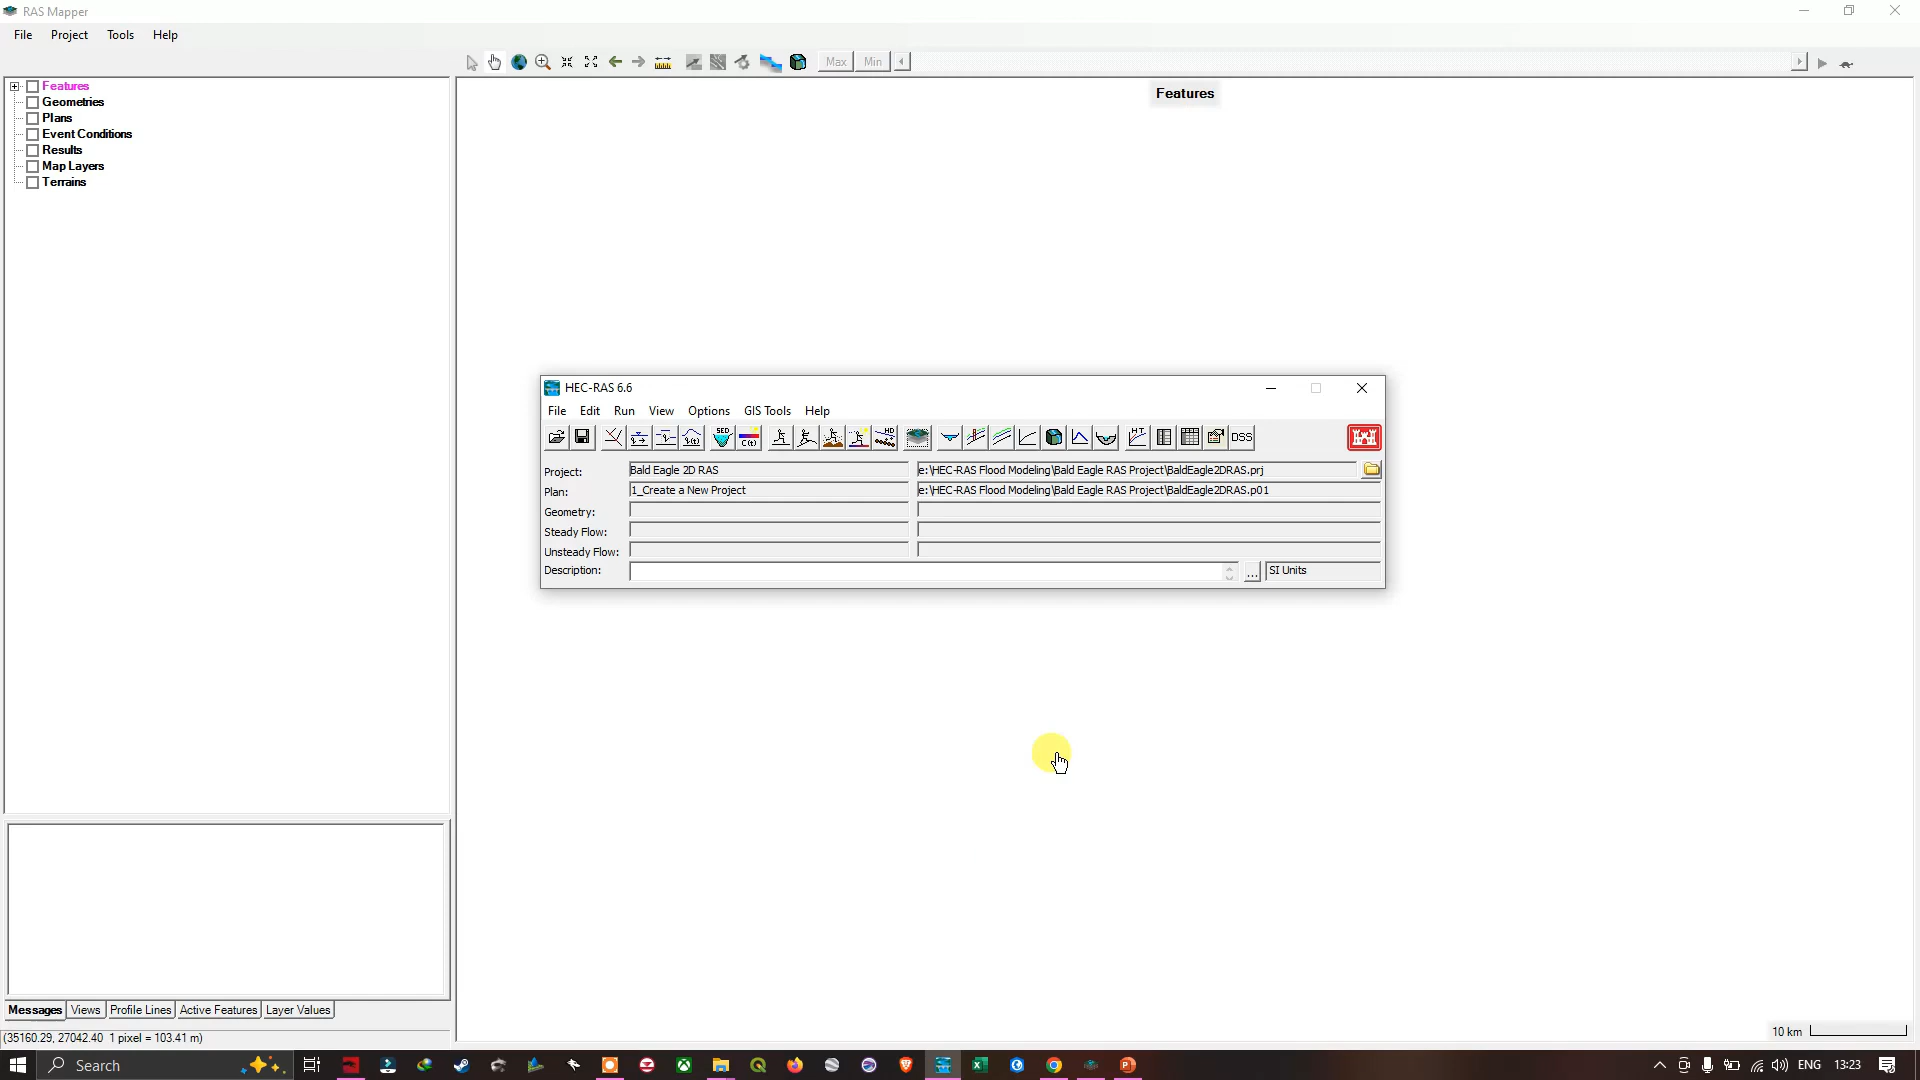 RAS Mapper
File Project Tools Help
Max Min
Features
Geometries
Plans
Event Conditions
Results
Map Layers
Terrains
Features
HEC-RAS 6.6
File Edit Run View Options GIS Tools Help
SED C(t) HD HT DSS
Project: Bald Eagle 2D RAS e:\HEC-RAS Flood Modeling\Bald Eagle RAS Project\BaldEagle2DRAS.prj
Plan: 1_Create a New Project e:\HEC-RAS Flood Modeling\Bald Eagle RAS Project\BaldEagle2DRAS.p01
Geometry:
Steady Flow:
Unsteady Flow:
Description: ... SI Units
Messages Views Profile Lines Active Features Layer Values
(35160.29, 27042.40 1 pixel = 103.41 m)
10 km
Search
ENG 13:23